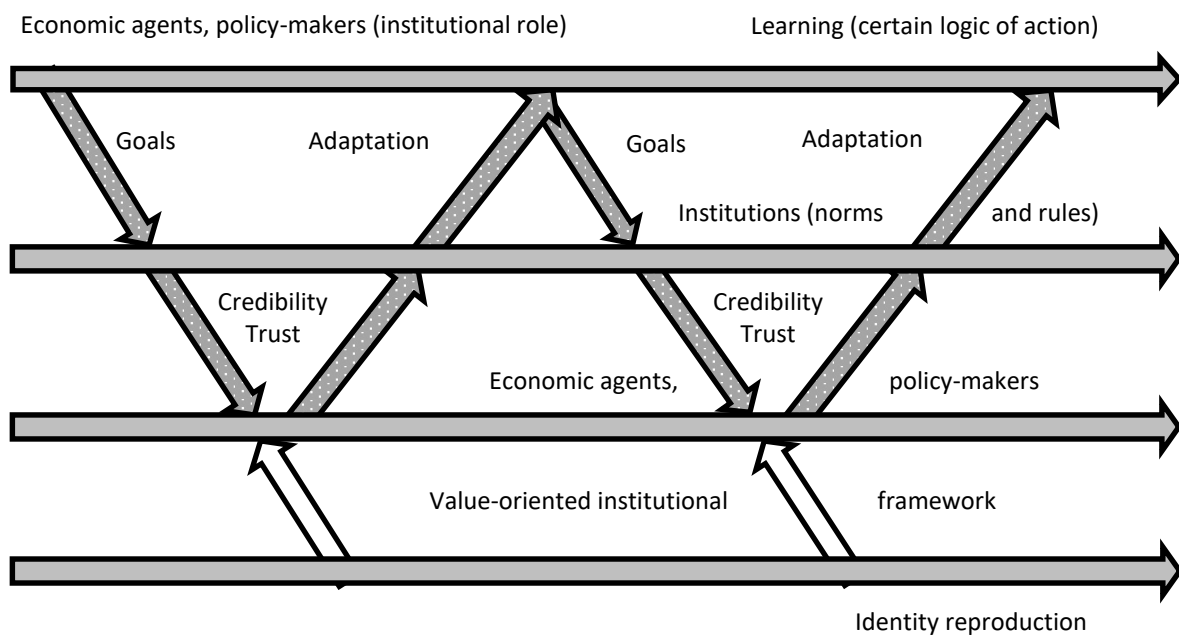 Economic agents, policy-makers (institutional role) Learning (certain logic of action)
Goals Adaptation Goals Adaptation
Institutions (norms and rules)
Credibility Credibility
Trust Trust
Economic agents, policy-makers
Value-oriented institutional framework
Identity reproduction